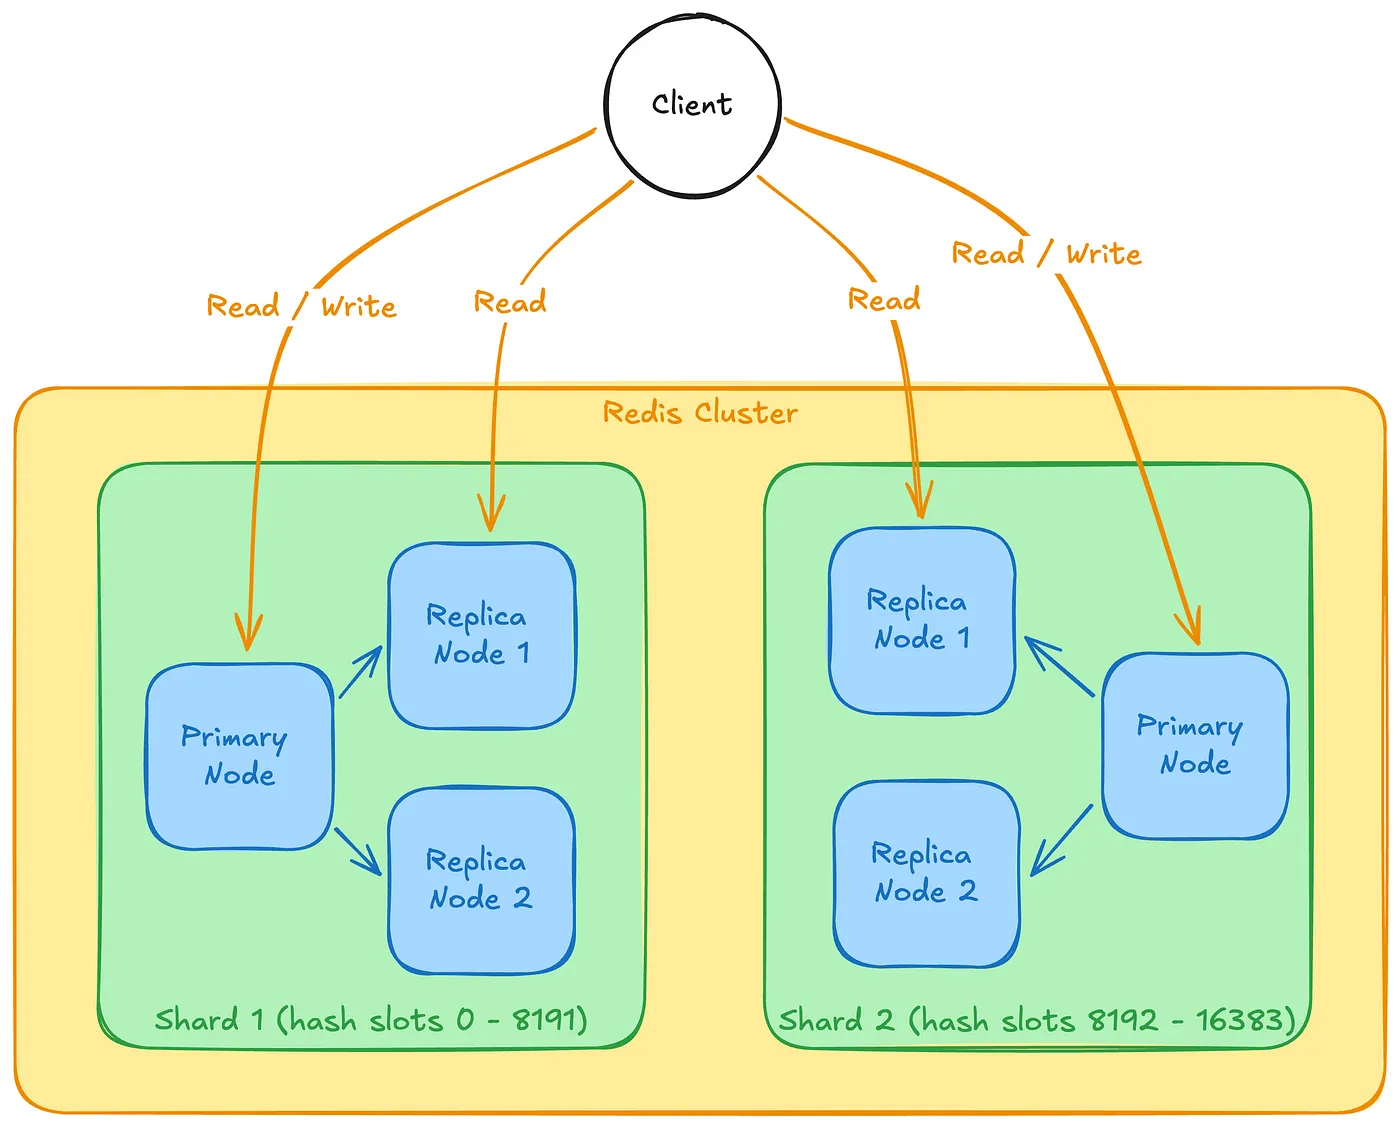 Client
Read / Write
Read / Write
Read
Read
Redis Cluster
Replica
Node 1
Primary
Node
Replica
Node 2
Shard 1 (hash slots 0 - 8191)
Replica
Node 1
Primary
Node
Replica
Node 2
Shard 2 (hash slots 8192 - 16383)